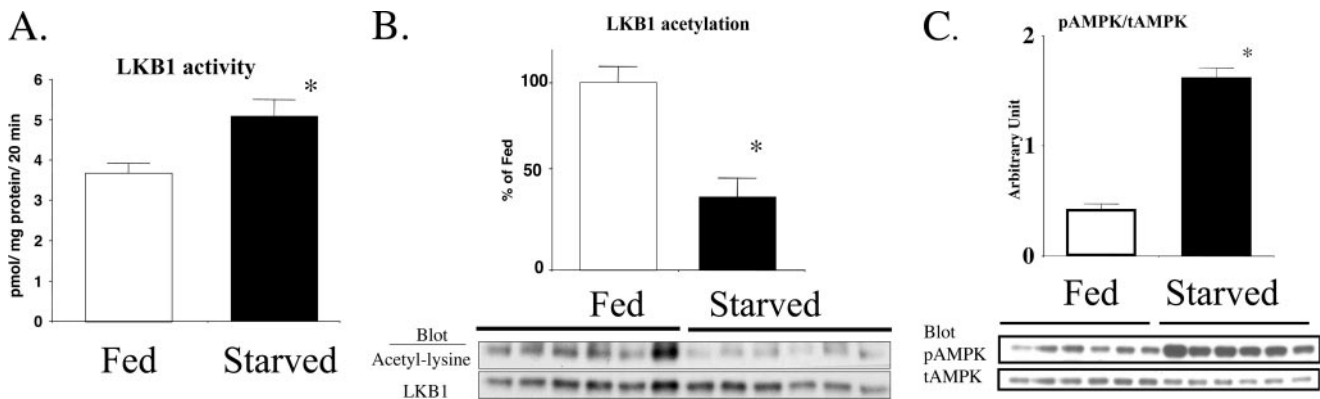 A.
LKB1 activity
*
6
5
4
3
2
1
0
pmol/ mg protein/ 20 min
Fed Starved
B.
LKB1 acetylation
100
50
0
% of Fed
*
Fed Starved
Blot
Acetyl-lysine
LKB1
C.
pAMPK/tAMPK
2
1
0
Arbitrary Unit
*
Fed Starved
Blot
pAMPK
tAMPK